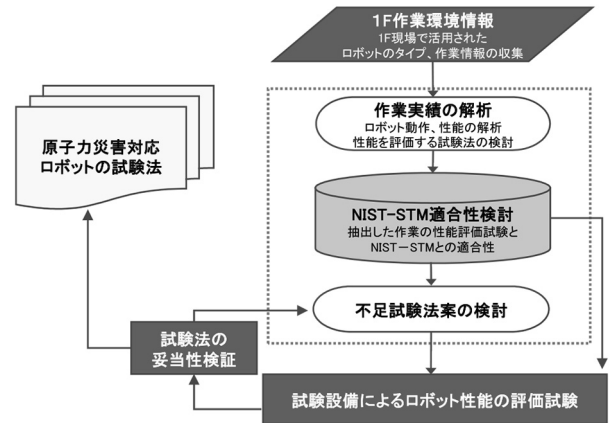 1F作業環境情報
1F現場で活用された
ロボットのタイプ、作業情報の収集
作業実績の解析
ロボット動作、性能の解析
性能を評価する試験法の検討
原子力災害対応
ロボットの試験法
NIST-STM適合性検討
抽出した作業の性能評価試験と
NIST-STMとの適合性
不足試験法案の検討
試験法の
妥当性検証
試験設備によるロボット性能の評価試験